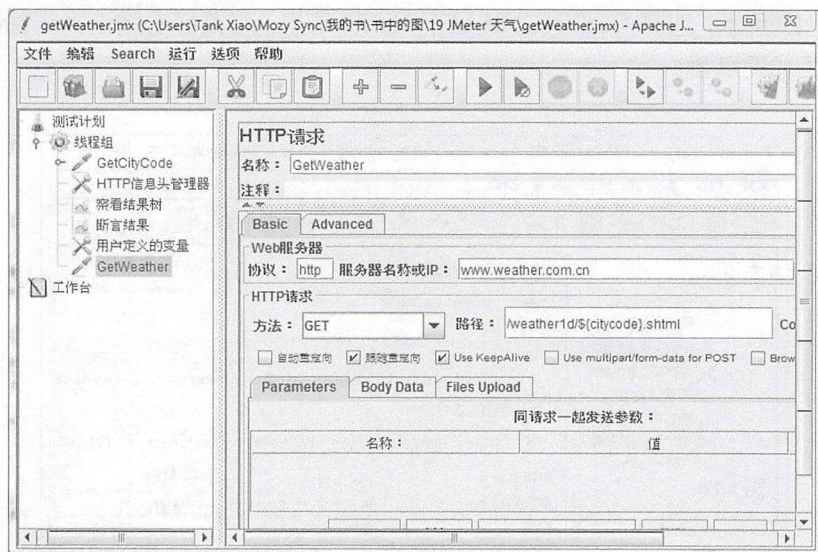 getWeather.jmx (C:\Users\Tank Xiao\Mozy Sync\我的书\书中的图\19 JMeter 天气\getWeather.jmx) - Apache J...
文件 编辑 Search 运行 选项 帮助
测试计划
线程组
GetCityCode
HTTP信息头管理器
察看结果树
断言结果
用户定义的变量
GetWeather
工作台
HTTP请求
名称： GetWeather
注释：
Basic Advanced
Web服务器
协议： http 服务器名称或IP： www.weather.com.cn
HTTP请求
方法： GET 路径： /weather1d/${citycode}.shtml Co
自动重定向 跟随重定向 Use KeepAlive Use multipart/form-data for POST Brow
Parameters Body Data Files Upload
同请求一起发送参数：
名称： 值